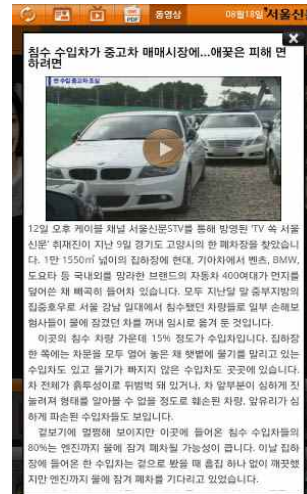 PDF
동영상
08월18일
서울신
침수 수입차가 중고차 매매시장에...애꿎은 피해 면
하려면
12일 오후 케이블 채널 서울신문STV를 통해 방영된 'TV 쏙 서울
신문' 취재진이 지난 9일 경기도 고양시의 한 폐차장을 찾았습니
다. 1만 1550㎡ 넓이의 집하장에 현대, 기아차에서 벤츠, BMW,
도요타 등 국내외를 망라한 브랜드의 자동차 400여대가 먼지를
덮어쓴 채 빼곡히 들어차 있습니다. 모두 지난달 말 중부지방의
집중호우로 서울 강남 일대에서 침수됐던 차량들로 일부 손해보
험사들이 물에 잠겼던 차를 꺼내 임시로 옮겨 둔 것입니다.
이곳의 침수 차량 가운데 15% 정도가 수입차입니다. 집하장
한 쪽에는 차문을 모두 열어 놓은 채 햇볕에 물기를 말리고 있는
수입차도 있고 물기가 빠지지 않은 수입차도 곳곳에 있습니다.
차 전체가 흙투성이로 뒤범벅 돼 있거나, 차 앞부분이 심하게 짓
눌려져 형태를 알아볼 수 없을 정도로 훼손된 차량, 앞유리가 심
하게 파손된 수입차들도 보입니다.
겉보기에 멀쩡해 보이지만 이곳에 들어온 침수 수입차들의
80%는 엔진까지 물에 잠겨 폐차될 가능성이 큽니다. 이날 집하
장에 들어온 한 수입차는 겉으로 봤을 때 흠집 하나 없이 깨끗했
지만 엔진까지 물에 잠겨 폐차를 기다리고 있었습니다.